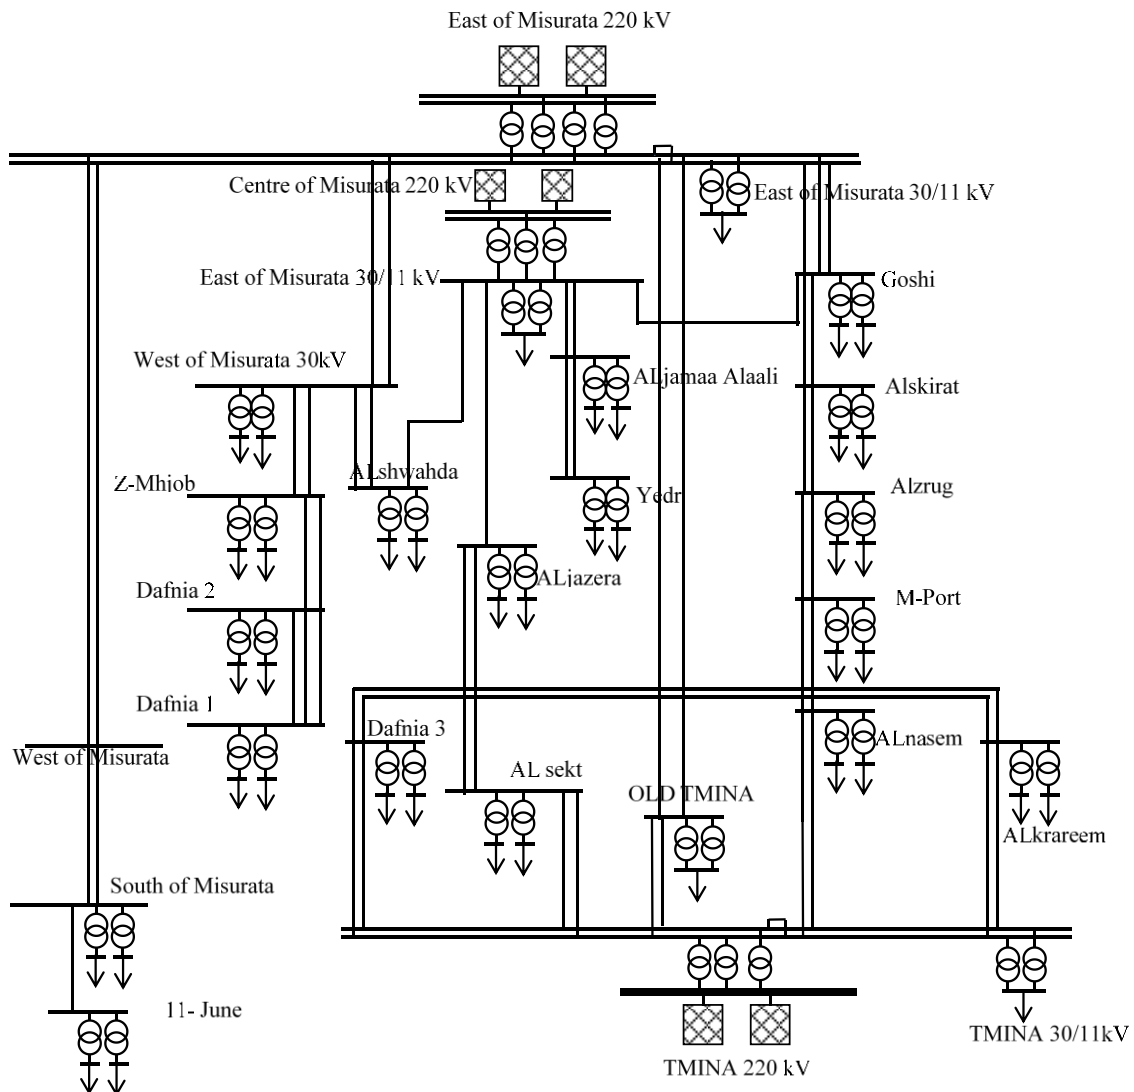 East of Misurata 220 kV
Centre of Misurata 220 kV
East of Misurata 30/11 kV
East of Misurata 30/11 kV
Goshi
West of Misurata 30kV
ALjamaa Alaali
Alskirat
Z-Mhjob
ALshwahda
Yedr
Alzrug
Dafnia 2
ALjazera
M-Port
Dafnia 1
Dafnia 3
ALnasem
West of Misurata
AL sekt
OLD TMINA
ALkrareem
South of Misurata
11- June
TMINA 30/11kV
TMINA 220 kV